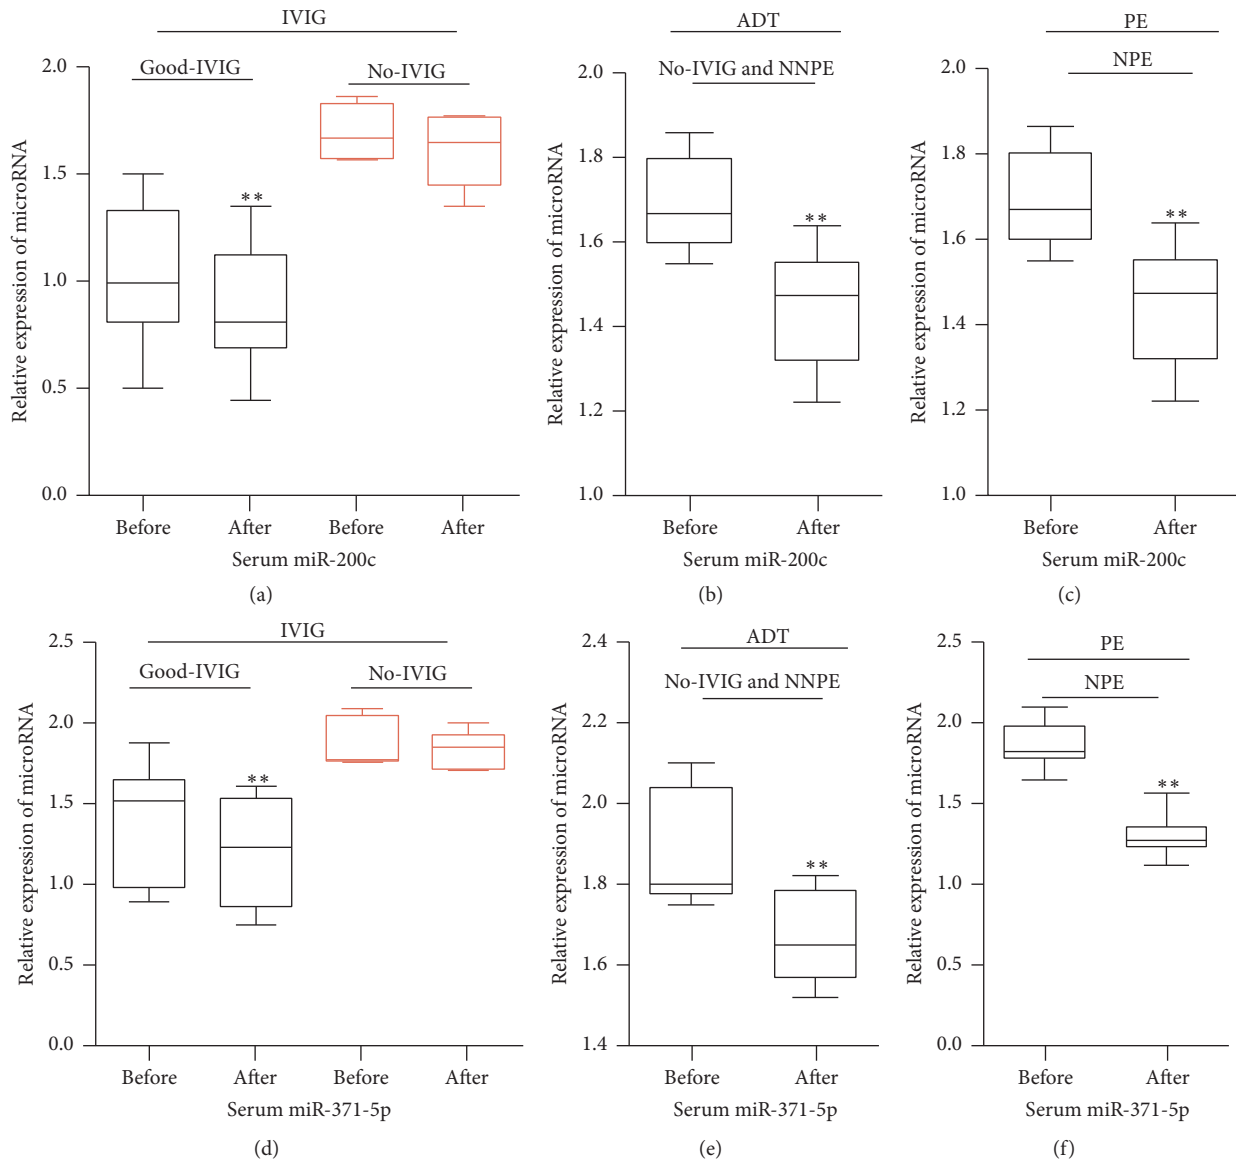 IVIG
Good-IVIG
No-IVIG
Relative expression of microRNA
2.0
1.5
1.0
0.5
0.0
**
Before
After
Before
After
Serum miR-200c
(a)
ADT
No-IVIG and NNPE
Relative expression of microRNA
2.0
1.8
1.6
1.4
1.2
1.0
**
Before
After
Serum miR-200c
(b)
PE
NPE
Relative expression of microRNA
2.0
1.8
1.6
1.4
1.2
1.0
**
Before
After
Serum miR-200c
(c)
IVIG
Good-IVIG
No-IVIG
Relative expression of microRNA
2.5
2.0
1.5
1.0
0.5
0.0
**
Before
After
Before
After
Serum miR-371-5p
(d)
ADT
No-IVIG and NNPE
Relative expression of microRNA
2.4
2.2
2.0
1.8
1.6
1.4
**
Before
After
Serum miR-371-5p
(e)
PE
NPE
Relative expression of microRNA
2.5
2.0
1.5
1.0
0.5
0.0
**
Before
After
Serum miR-371-5p
(f)